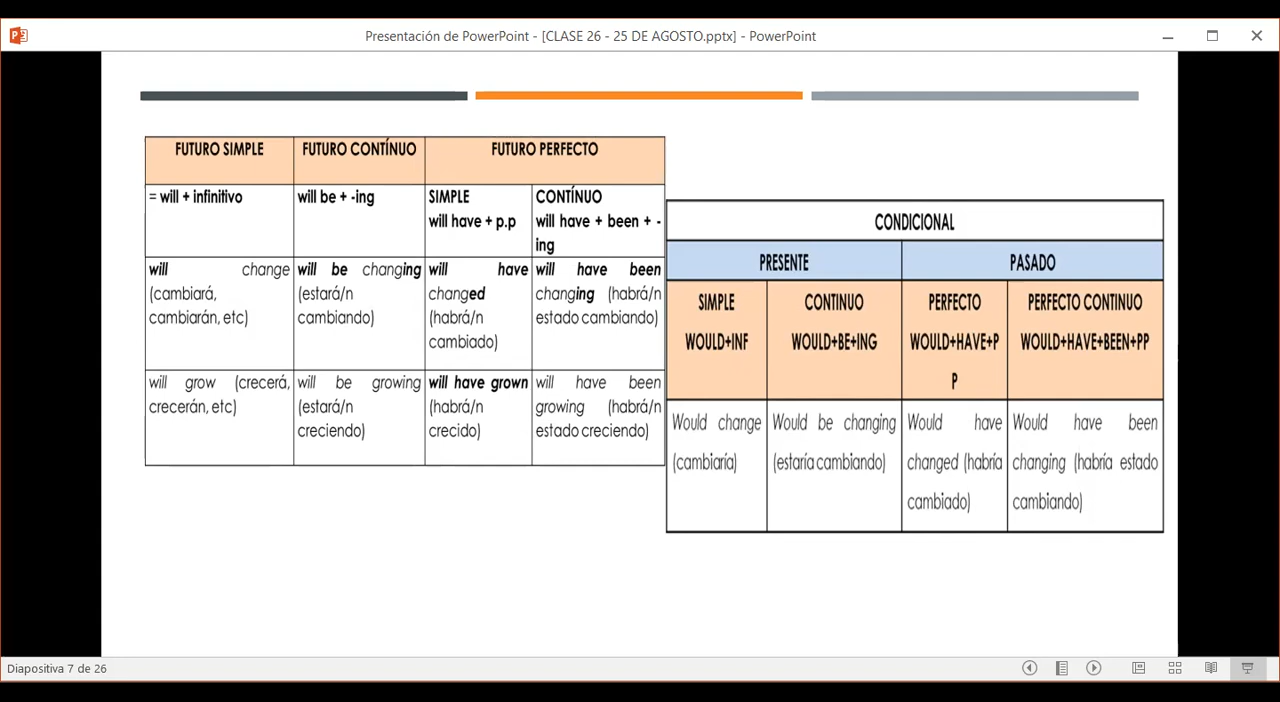 Presentación de PowerPoint - [CLASE 26 - 25 DE AGOSTO.pptx] - PowerPoint
FUTURO SIMPLE
FUTURO CONTÍNUO
FUTURO PERFECTO
= will + infinitivo
will be + -ing
SIMPLE
will have + p.p
CONTÍNUO
will have + been + -
ing
will change
(cambiará,
cambiarán, etc)
will be changing
(estará/n
cambiando)
will have
changed
(habrá/n
cambiado)
will have been
changing (habrá/n
estado cambiando)
will grow (crecerá,
crecerán, etc)
will be growing
(estará/n
creciendo)
will have grown
(habrá/n
crecido)
will have been
growing (habrá/n
estado creciendo)
CONDICIONAL
PRESENTE
PASADO
SIMPLE
WOULD+INF
CONTINUO
WOULD+BE+ING
PERFECTO
WOULD+HAVE+P
P
PERFECTO CONTINUO
WOULD+HAVE+BEEN+PP
Would change
(cambiaría)
Would be changing
(estaría cambiando)
Would have
changed (habría
cambiado)
Would have been
changing (habría estado
cambiando)
Diapositiva 7 de 26